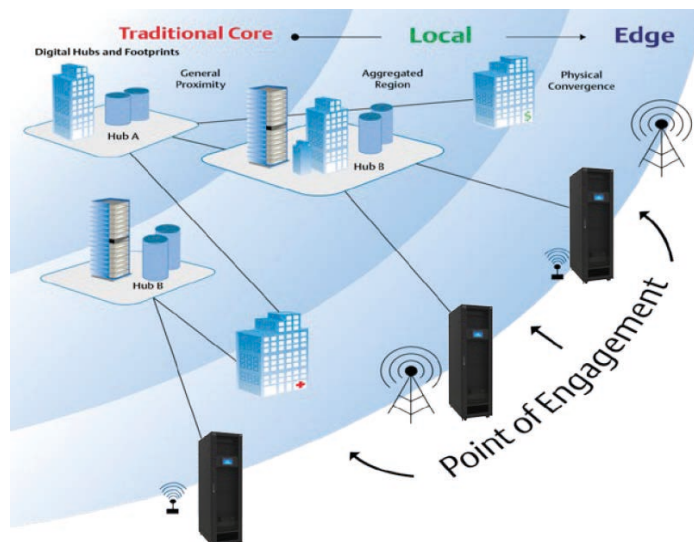 Traditional Core
Local
Edge
Digital Hubs and Footprints
General
Proximity
Aggregated
Region
Physical
Convergence
$
Hub A
Hub B
Hub B
Point of Engagement